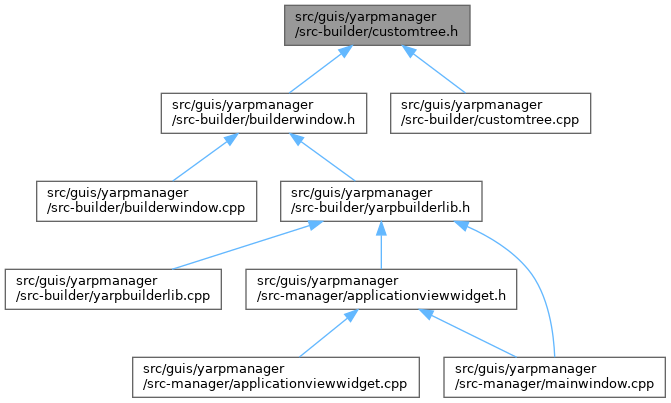 src/guis/yarpmanager
/src-builder/customtree.h
src/guis/yarpmanager
/src-builder/builderwindow.h
src/guis/yarpmanager
/src-builder/customtree.cpp
src/guis/yarpmanager
/src-builder/builderwindow.cpp
src/guis/yarpmanager
/src-builder/yarpbuilderlib.h
src/guis/yarpmanager
/src-builder/yarpbuilderlib.cpp
src/guis/yarpmanager
/src-manager/applicationviewwidget.h
src/guis/yarpmanager
/src-manager/applicationviewwidget.cpp
src/guis/yarpmanager
/src-manager/mainwindow.cpp